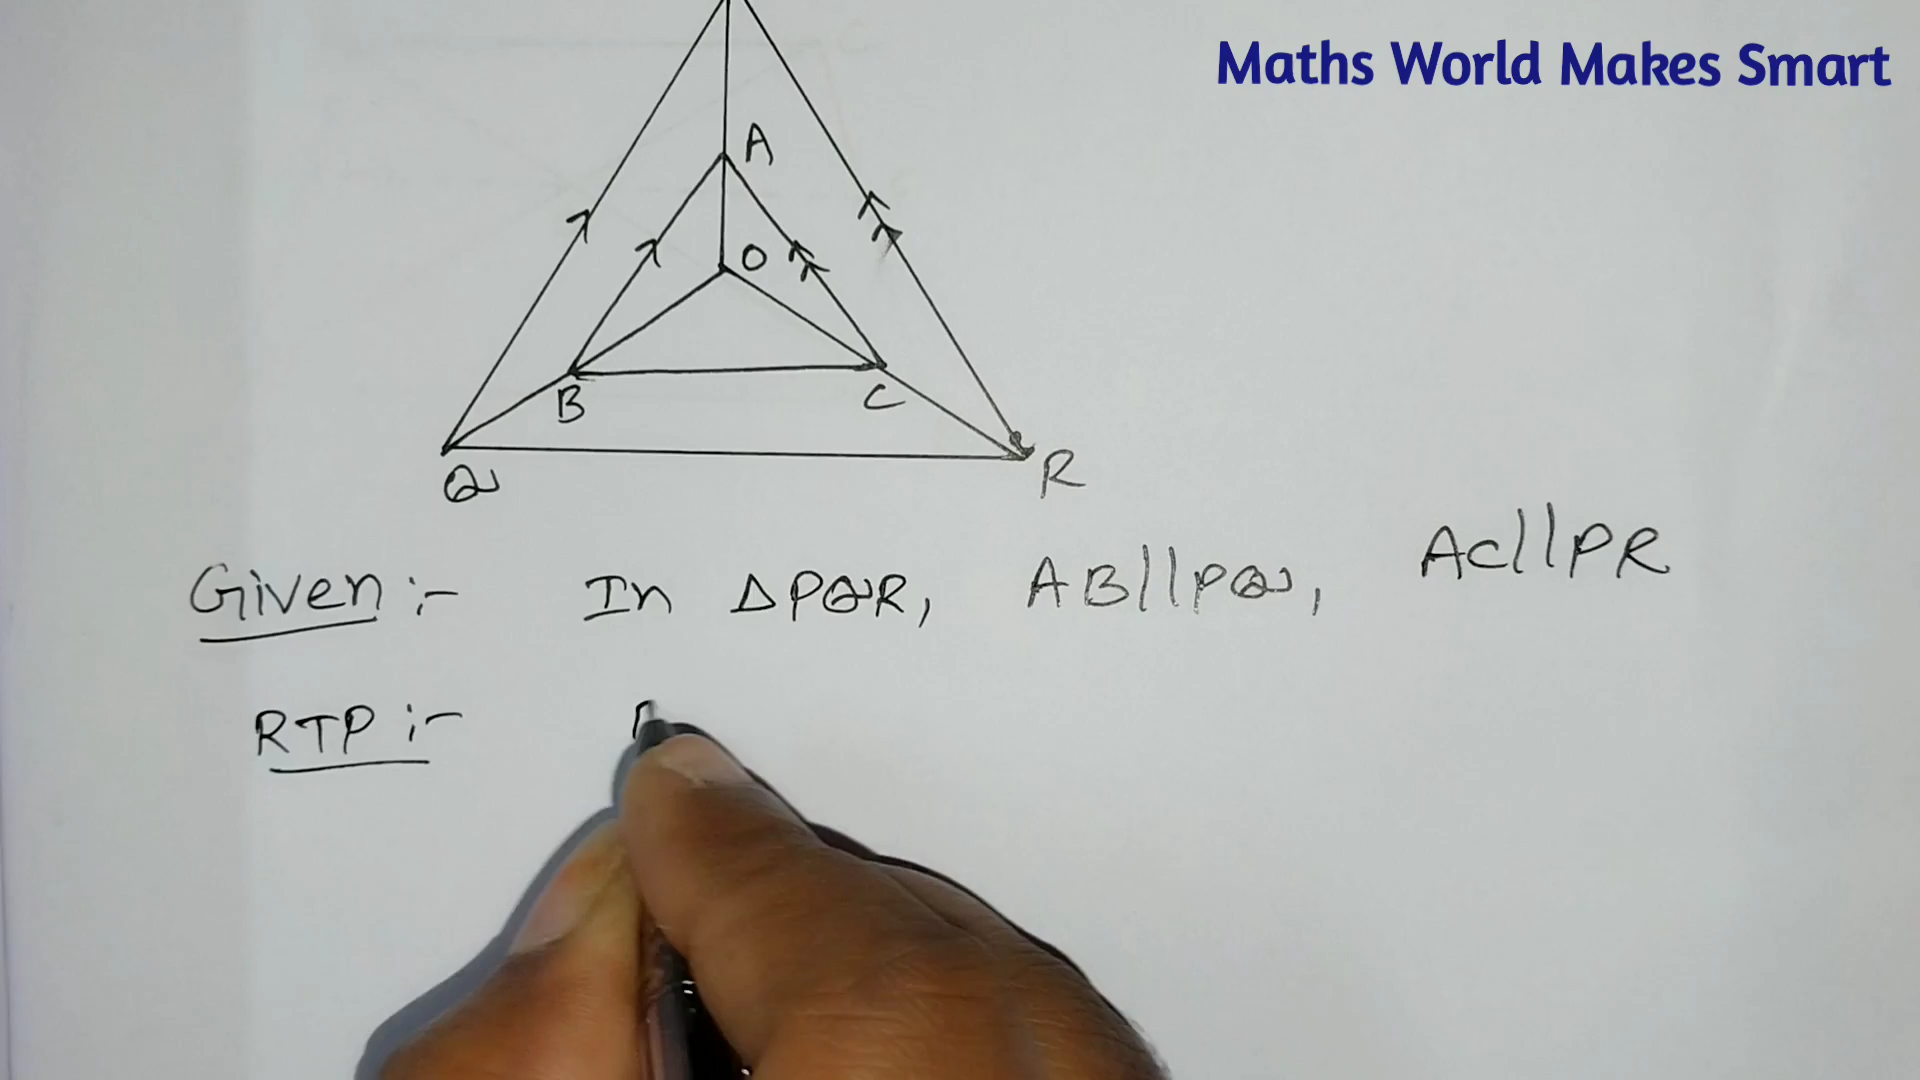 Maths World Makes Smart
A
O
B
C
Q
R
Given :- In ΔPQR, AB||PQ, AC||PR
RTP :-